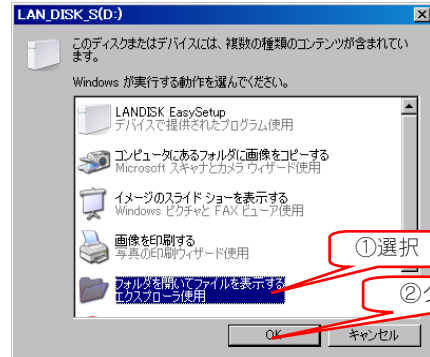 LAN_DISK_S(D:)
このディスクまたはデバイスには、複数の種類のコンテンツが含まれてい
ます。
Windows が実行する動作を選んでください。
LANDISK EasySetup
デバイスで提供されたプログラム使用
コンピュータにあるフォルダに画像をコピーする
Microsoft スキャナとカメラ ウィザード使用
イメージのスライド ショーを表示する
Windows ピクチャと FAX ビューア使用
画像を印刷する
写真の印刷ウィザード使用
①選択
フォルダを開いてファイルを表示する
エクスプローラ使用
②ク
OK
キャンセル